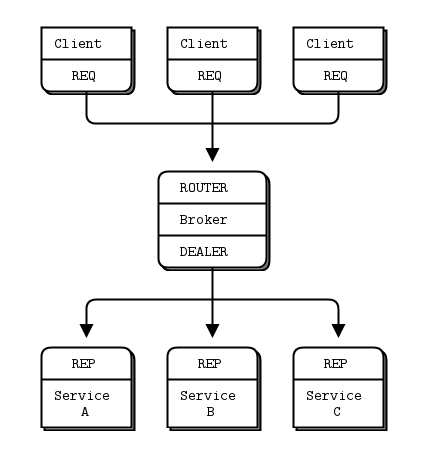 Client Client Client
REQ REQ REQ
ROUTER
Broker
DEALER
REP REP REP
Service Service Service
A B C